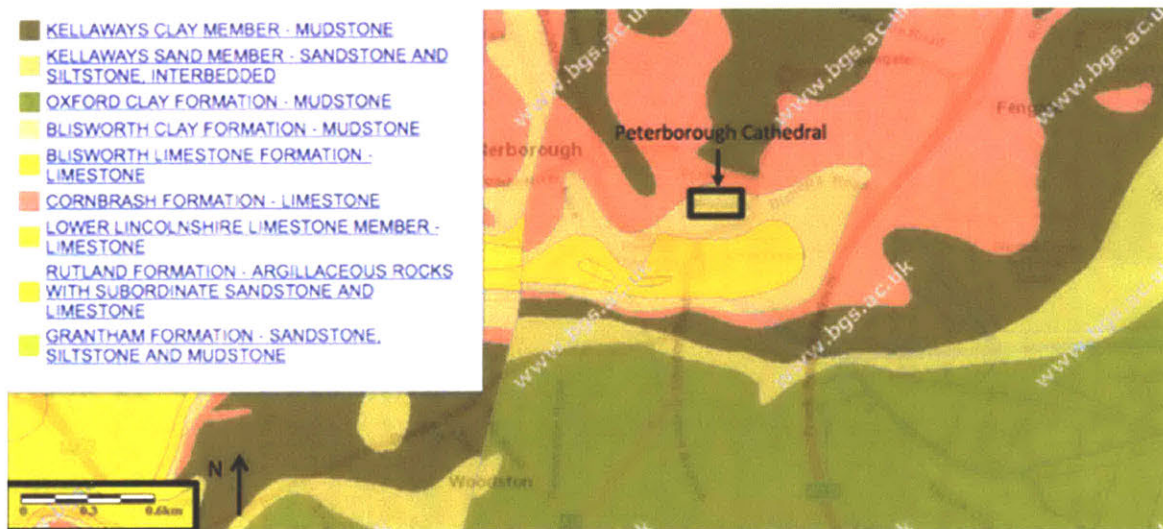 KELLAWAYS CLAY MEMBER - MUDSTONE
KELLAWAYS SAND MEMBER - SANDSTONE AND
SILTSTONE, INTERBEDDED
OXFORD CLAY FORMATION - MUDSTONE
BLISWORTH CLAY FORMATION - MUDSTONE
BLISWORTH LIMESTONE FORMATION -
LIMESTONE
CORNBRASH FORMATION - LIMESTONE
LOWER LINCOLNSHIRE LIMESTONE MEMBER -
LIMESTONE
RUTLAND FORMATION - ARGILLACEOUS ROCKS
WITH SUBORDINATE SANDSTONE AND
LIMESTONE
GRANTHAM FORMATION - SANDSTONE,
SILTSTONE AND MUDSTONE
www.bgs.ac.uk
www.bgs.ac.uk
www.bgs.ac.uk
Peterborough Cathedral
erborough
Road
www.bgs.ac.uk
www.bgs.ac.uk
www.bgs.ac.uk
Woodston
N
0 0.3 0.6km